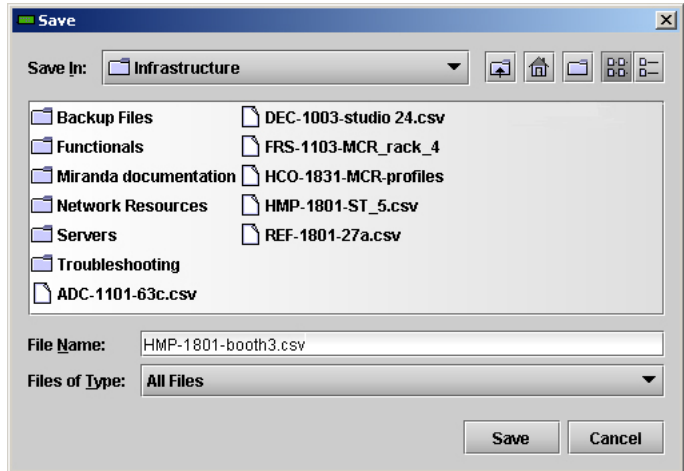 Save
Save In: Infrastructure
Backup Files
Functionals
Miranda documentation
Network Resources
Servers
Troubleshooting
ADC-1101-63c.csv
DEC-1003-studio 24.csv
FRS-1103-MCR_rack_4
HCO-1831-MCR-profiles
HMP-1801-ST_5.csv
REF-1801-27a.csv
File Name: HMP-1801-booth3.csv
Files of Type: All Files
Save Cancel